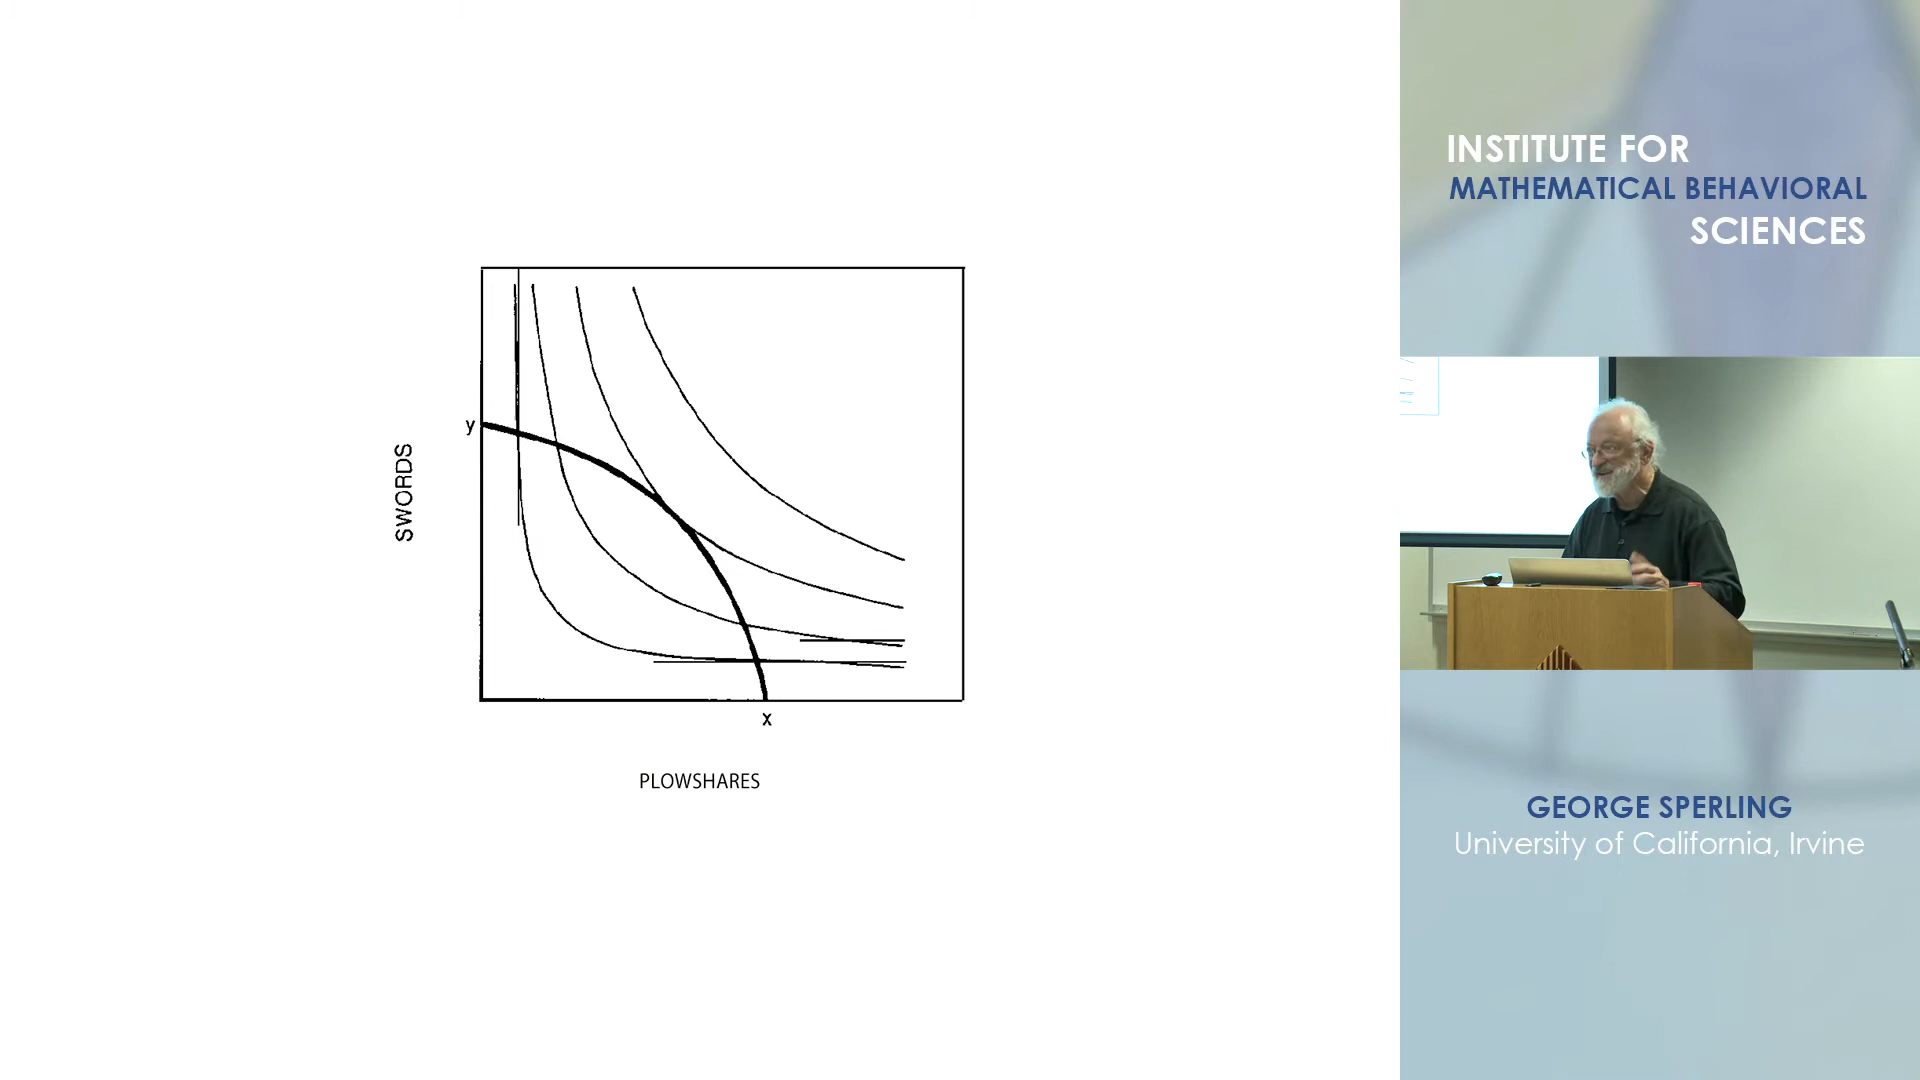 SWORDS
y
x
PLOWSHARES
INSTITUTE FOR
MATHEMATICAL BEHAVIORAL
SCIENCES
GEORGE SPERLING
University of California, Irvine